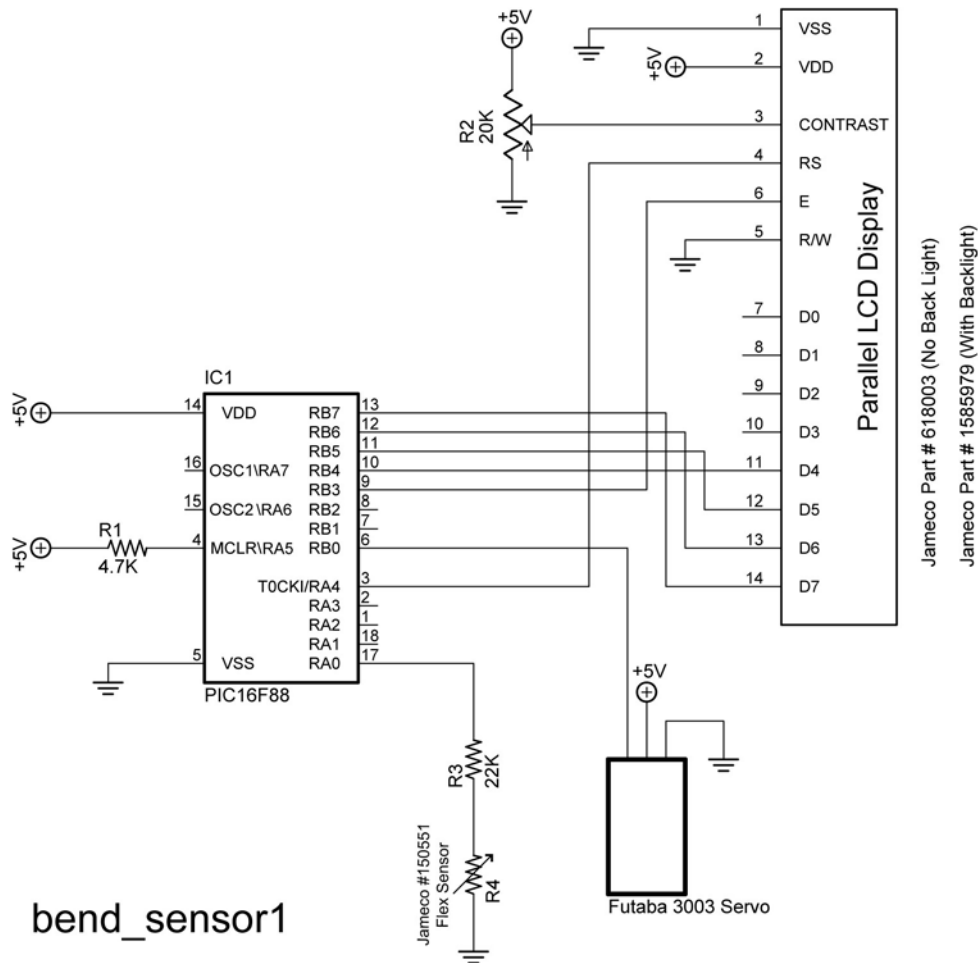 +5V
R2
20K
+5V
1
VSS
2
VDD
3
CONTRAST
4
RS
6
E
5
R/W
7
D0
8
D1
9
D2
10
D3
11
D4
12
D5
13
D6
14
D7
Parallel LCD Display
Jameco Part # 618003 (No Back Light)
Jameco Part # 1585979 (With Backlight)
IC1
+5V
14
VDD
16
OSC1\RA7
15
OSC2\RA6
+5V
R1
4.7K
4
MCLR\RA5
5
VSS
RB7
13
RB6
12
RB5
11
RB4
10
RB3
9
RB2
8
RB1
7
RB0
6
T0CKI/RA4
3
RA3
2
RA2
1
RA1
18
RA0
17
PIC16F88
R3
22K
Jameco #150551
Flex Sensor
R4
+5V
Futaba 3003 Servo
bend_sensor1